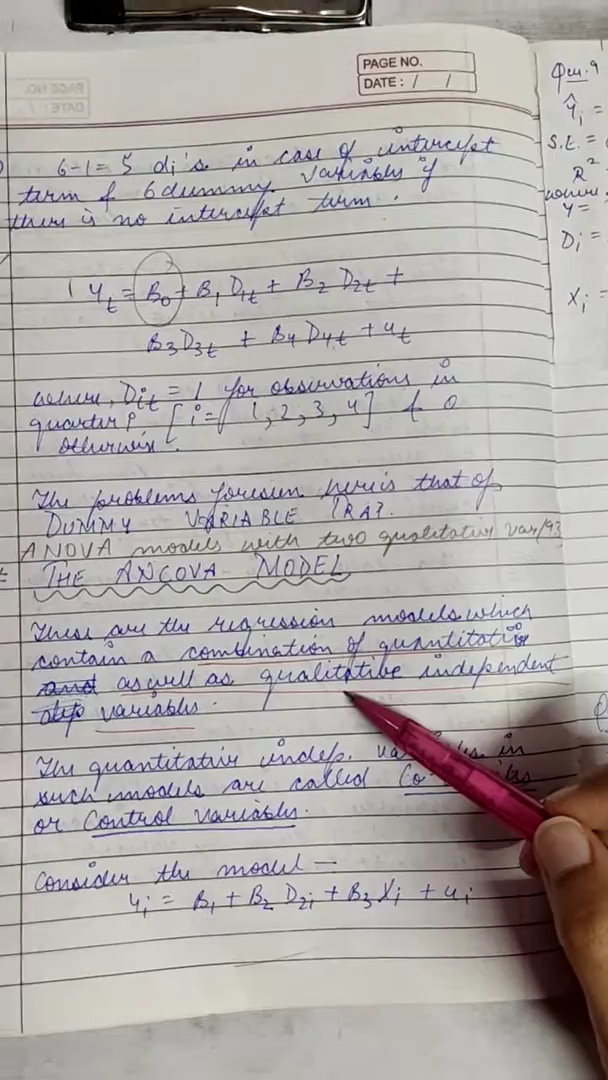 PAGE NO.
DATE: / /
6-1= 5 di's in case of intercept
term & 6 dummy variables if
there is no intercept term.
Yt = B0 + B1 D1t + B2 D2t +
B3D3t + B4 D4t + ut
where, Dit = 1 for observations in
quarter i [i = 1, 2, 3, 4] & 0
otherwise.
The problems foreseen here is that of
DUMMY VARIABLE TRAP.
ANOVA models with two qualitative var/93
THE ANCOVA MODEL
These are the regression models which
contain a combination of quantitative
and as well as qualitative independent
dep variables.
The quantitative indep. variables in
such models are called
or Control variables.
Consider the model —
Yi = B1 + B2 D2i + B3 Xi + ui
Que. 9
Ŷi =
S.E. =
R²
where,
Y =
Di =
Xi =